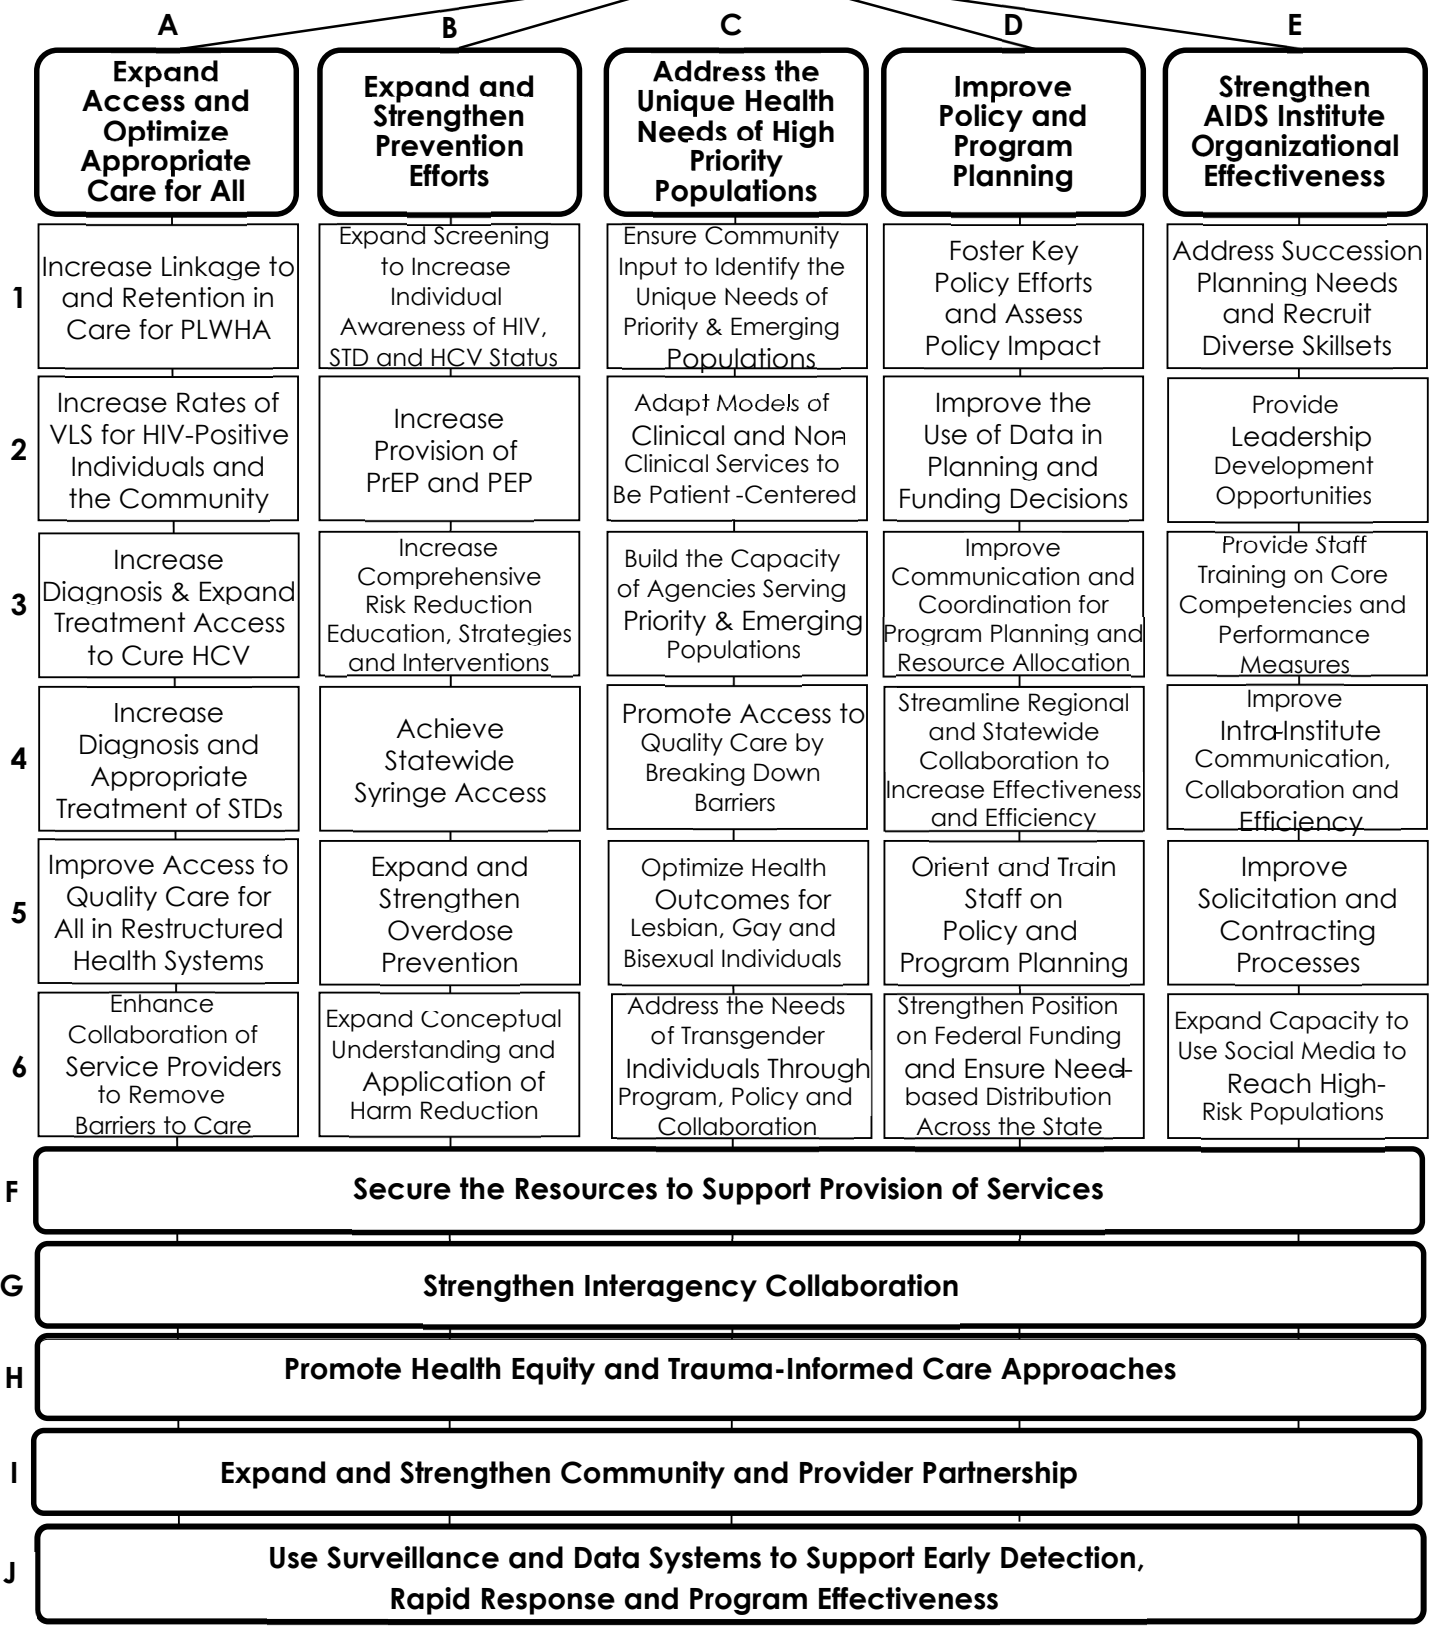 A
B
C
D
E
Expand
Access and
Optimize
Appropriate
Care for All
Expand and
Strengthen
Prevention
Efforts
Address the
Unique Health
Needs of High
Priority
Populations
Improve
Policy and
Program
Planning
Strengthen
AIDS Institute
Organizational
Effectiveness
1
Increase Linkage to
and Retention in
Care for PLWHA
Expand Screening
to Increase
Individual
Awareness of HIV,
STD and HCV Status
Ensure Community
Input to Identify the
Unique Needs of
Priority & Emerging
Populations
Foster Key
Policy Efforts
and Assess
Policy Impact
Address Succession
Planning Needs
and Recruit
Diverse Skillsets
2
Increase Rates of
VLS for HIV-Positive
Individuals and
the Community
Increase
Provision of
PrEP and PEP
Adapt Models of
Clinical and Non-
Clinical Services to
Be Patient -Centered
Improve the
Use of Data in
Planning and
Funding Decisions
Provide
Leadership
Development
Opportunities
3
Increase
Diagnosis & Expand
Treatment Access
to Cure HCV
Increase
Comprehensive
Risk Reduction
Education, Strategies
and Interventions
Build the Capacity
of Agencies Serving
Priority & Emerging
Populations
Improve
Communication and
Coordination for
Program Planning and
Resource Allocation
Provide Staff
Training on Core
Competencies and
Performance
Measures
4
Increase
Diagnosis and
Appropriate
Treatment of STDs
Achieve
Statewide
Syringe Access
Promote Access to
Quality Care by
Breaking Down
Barriers
Streamline Regional
and Statewide
Collaboration to
Increase Effectiveness
and Efficiency
Improve
Intra-Institute
Communication,
Collaboration and
Efficiency
5
Improve Access to
Quality Care for
All in Restructured
Health Systems
Expand and
Strengthen
Overdose
Prevention
Optimize Health
Outcomes for
Lesbian, Gay and
Bisexual Individuals
Orient and Train
Staff on
Policy and
Program Planning
Improve
Solicitation and
Contracting
Processes
6
Enhance
Collaboration of
Service Providers
to Remove
Barriers to Care
Expand Conceptual
Understanding and
Application of
Harm Reduction
Address the Needs
of Transgender
Individuals Through
Program, Policy and
Collaboration
Strengthen Position
on Federal Funding
and Ensure Need-
based Distribution
Across the State
Expand Capacity to
Use Social Media to
Reach High-
Risk Populations
F
Secure the Resources to Support Provision of Services
G
Strengthen Interagency Collaboration
H
Promote Health Equity and Trauma-Informed Care Approaches
I
Expand and Strengthen Community and Provider Partnership
J
Use Surveillance and Data Systems to Support Early Detection,
Rapid Response and Program Effectiveness